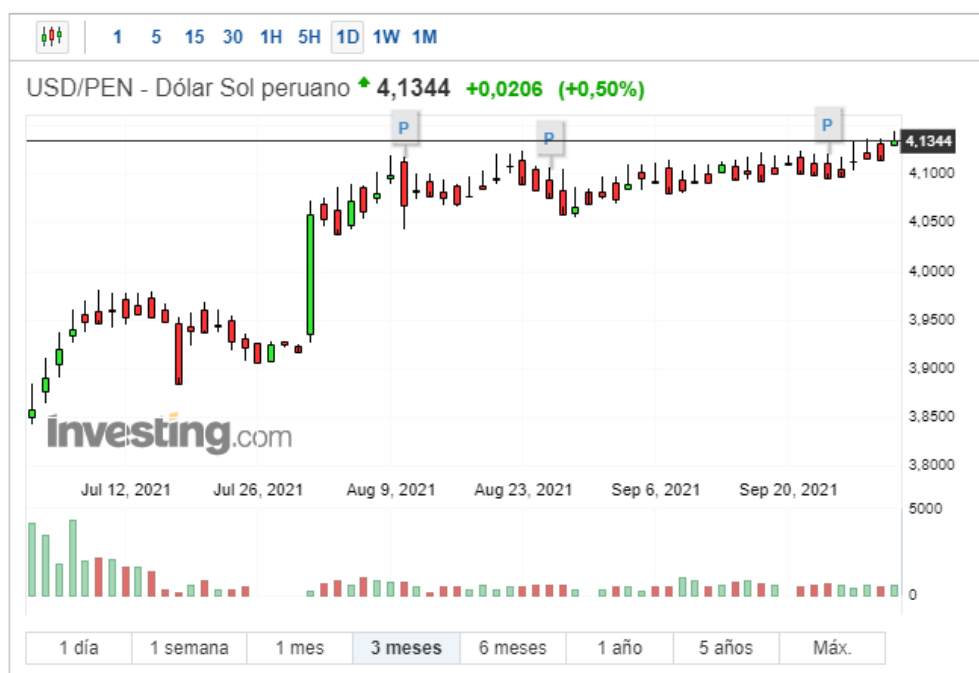 1 5 15 30 1H 5H 1D 1W 1M
USD/PEN - Dólar Sol peruano 4,1344 +0,0206 (+0,50%)
P
P
P
4,1344
4,1000
4,0500
4,0000
3,9500
3,9000
3,8500
3,8000
Investing.com
Jul 12, 2021 Jul 26, 2021 Aug 9, 2021 Aug 23, 2021 Sep 6, 2021 Sep 20, 2021
5000
0
1 día 1 semana 1 mes 3 meses 6 meses 1 año 5 años Máx.